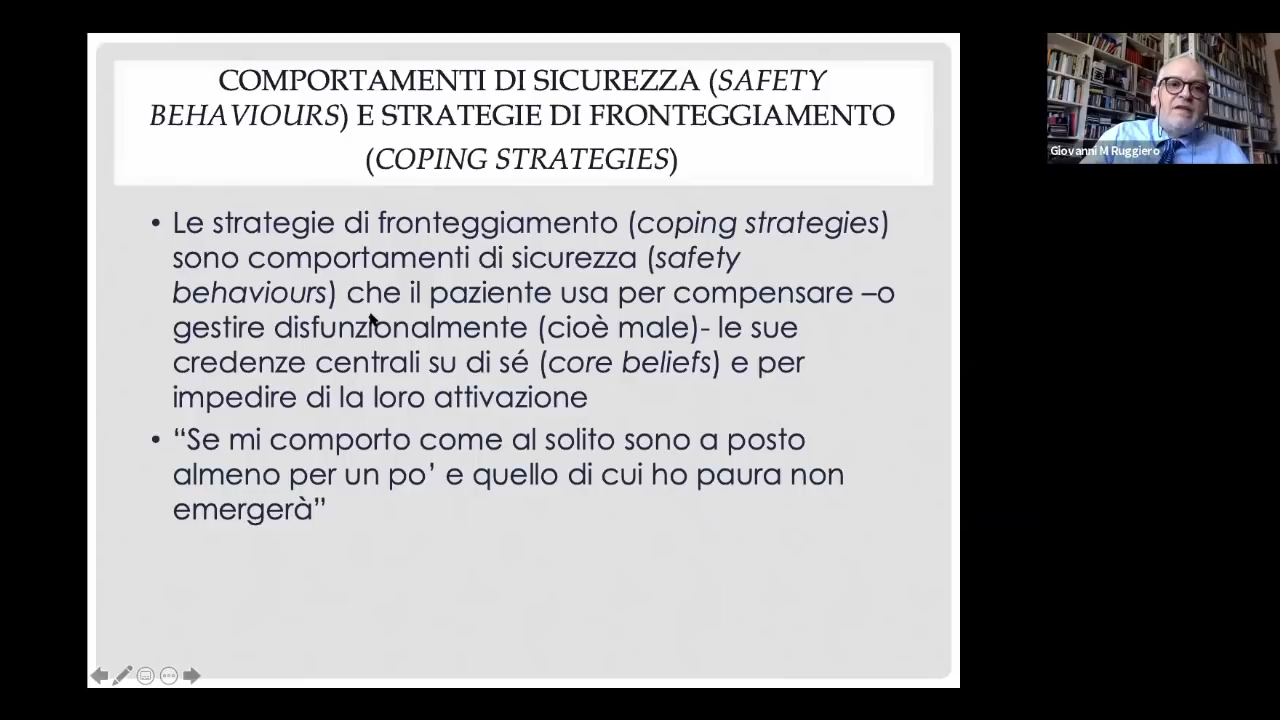 COMPORTAMENTI DI SICUREZZA (SAFETY
BEHAVIOURS) E STRATEGIE DI FRONTEGGIAMENTO
(COPING STRATEGIES)
• Le strategie di fronteggiamento (coping strategies)
sono comportamenti di sicurezza (safety
behaviours) che il paziente usa per compensare –o
gestire disfunzionalmente (cioè male)- le sue
credenze centrali su di sé (core beliefs) e per
impedire di la loro attivazione
• “Se mi comporto come al solito sono a posto
almeno per un po’ e quello di cui ho paura non
emergerà”
Giovanni M Ruggiero